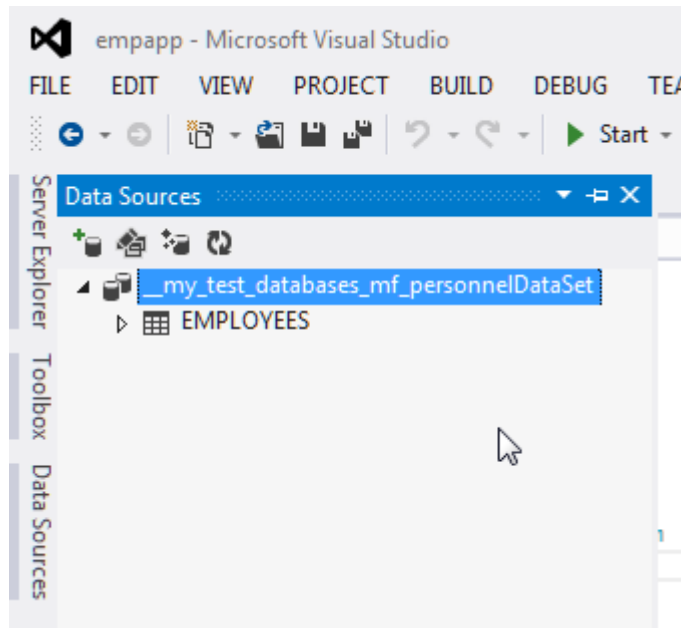 empapp - Microsoft Visual Studio
FILE EDIT VIEW PROJECT BUILD DEBUG
Start
Server Explorer
Toolbox
Data Sources
Data Sources
__my_test_databases_mf_personnelDataSet
EMPLOYEES